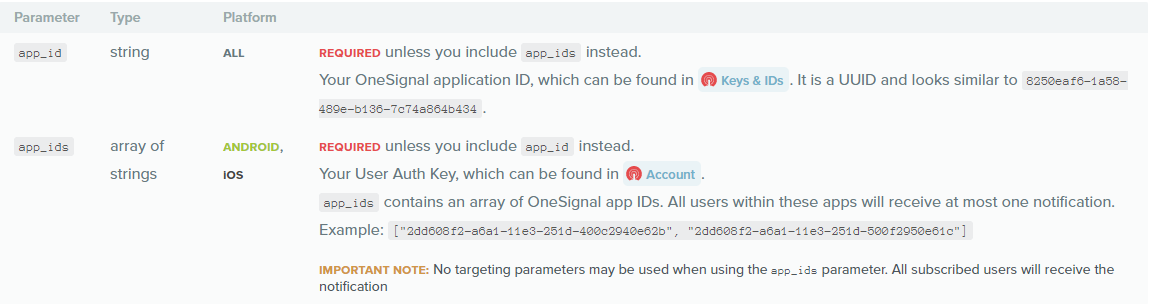 Parameter Type Platform
app_id string ALL REQUIRED unless you include app_ids instead.
Your OneSignal application ID, which can be found in Keys & IDs . It is a UUID and looks similar to 8250eaf6-1a58-
489e-b136-7c74a864b434 .
app_ids array of ANDROID, REQUIRED unless you include app_id instead.
strings iOS Your User Auth Key, which can be found in Account .
app_ids contains an array of OneSignal app IDs. All users within these apps will receive at most one notification.
Example: ["2dd608f2-a6a1-11e3-251d-400c2940e62b", "2dd608f2-a6a1-11e3-251d-500f2950e61c"]
IMPORTANT NOTE: No targeting parameters may be used when using the app_ids parameter. All subscribed users will receive the
notification